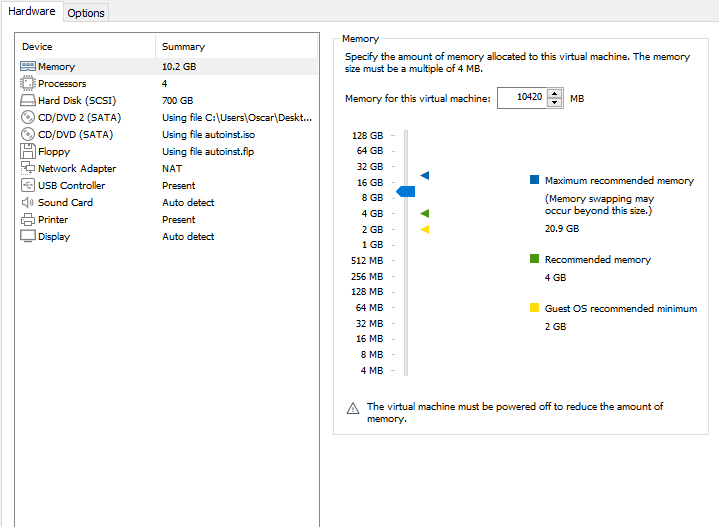 Hardware
Options
Device Summary
Memory 10.2 GB
Processors 4
Hard Disk (SCSI) 700 GB
CD/DVD 2 (SATA) Using file C:\Users\Oscar\Deskt...
CD/DVD (SATA) Using file autoinst.iso
Floppy Using file autoinst.flp
Network Adapter NAT
USB Controller Present
Sound Card Auto detect
Printer Present
Display Auto detect
Memory
Specify the amount of memory allocated to this virtual machine. The memory
size must be a multiple of 4 MB.
Memory for this virtual machine: 10420 MB
128 GB
64 GB
32 GB
16 GB
8 GB
4 GB
2 GB
1 GB
512 MB
256 MB
128 MB
64 MB
32 MB
16 MB
8 MB
4 MB
Maximum recommended memory
(Memory swapping may
occur beyond this size.)
20.9 GB
Recommended memory
4 GB
Guest OS recommended minimum
2 GB
The virtual machine must be powered off to reduce the amount of
memory.